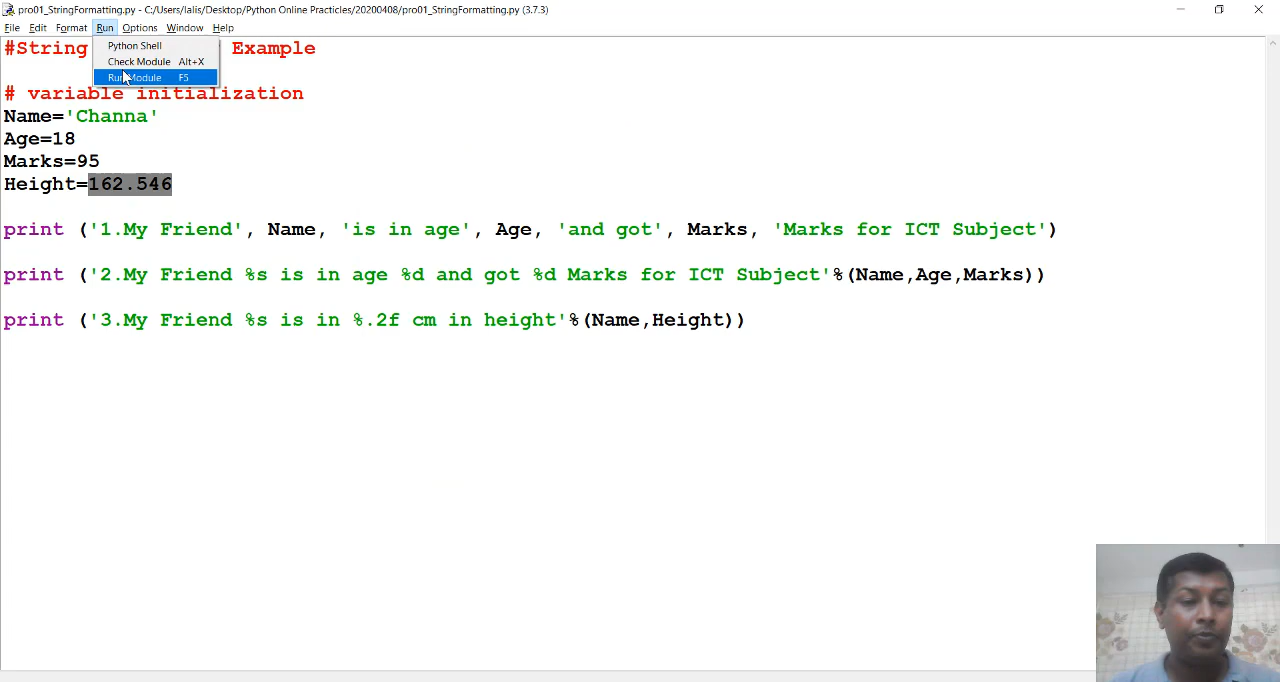 pro01_StringFormatting.py - C:/Users/lalis/Desktop/Python Online Practicles/20200408/pro01_StringFormatting.py (3.7.3)
File Edit Format Run Options Window Help
Python Shell
Check Module Alt+X
Run Module F5
#String Example
# variable initialization
Name='Channa'
Age=18
Marks=95
Height=162.546
print ('1.My Friend', Name, 'is in age', Age, 'and got', Marks, 'Marks for ICT Subject')
print ('2.My Friend %s is in age %d and got %d Marks for ICT Subject'%(Name,Age,Marks))
print ('3.My Friend %s is in %.2f cm in height'%(Name,Height))